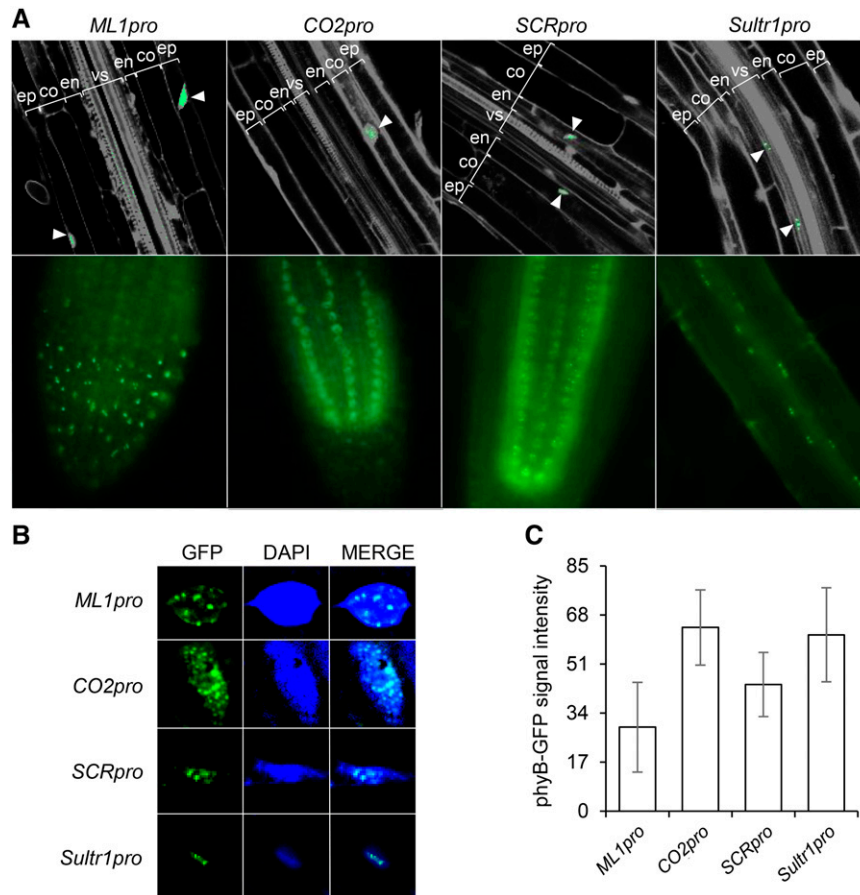 A
ML1pro CO2pro SCRpro Sultr1pro
ep co en vs en co ep
ep co en vs en co ep
ep co en vs en co ep
ep co en vs en co ep
B
GFP DAPI MERGE
ML1pro
CO2pro
SCRpro
Sultr1pro
C
phyB-GFP signal intensity
85
68
51
34
17
0
ML1pro CO2pro SCRpro Sultr1pro